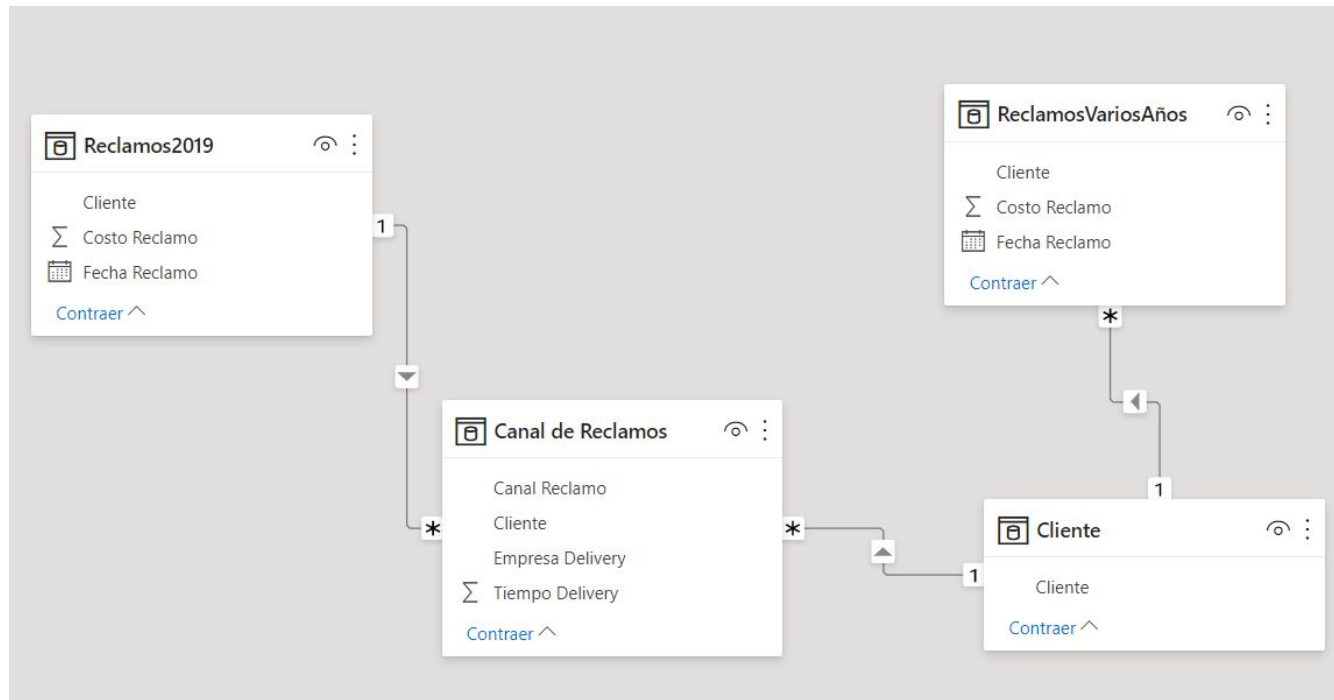 Reclamos2019
Cliente
Costo Reclamo
Fecha Reclamo
Contraer
1
ReclamosVariosAños
Cliente
Costo Reclamo
Fecha Reclamo
Contraer
*
Canal de Reclamos
Canal Reclamo
Cliente
Empresa Delivery
Tiempo Delivery
Contraer
*
*
1
1
Cliente
Cliente
Contraer